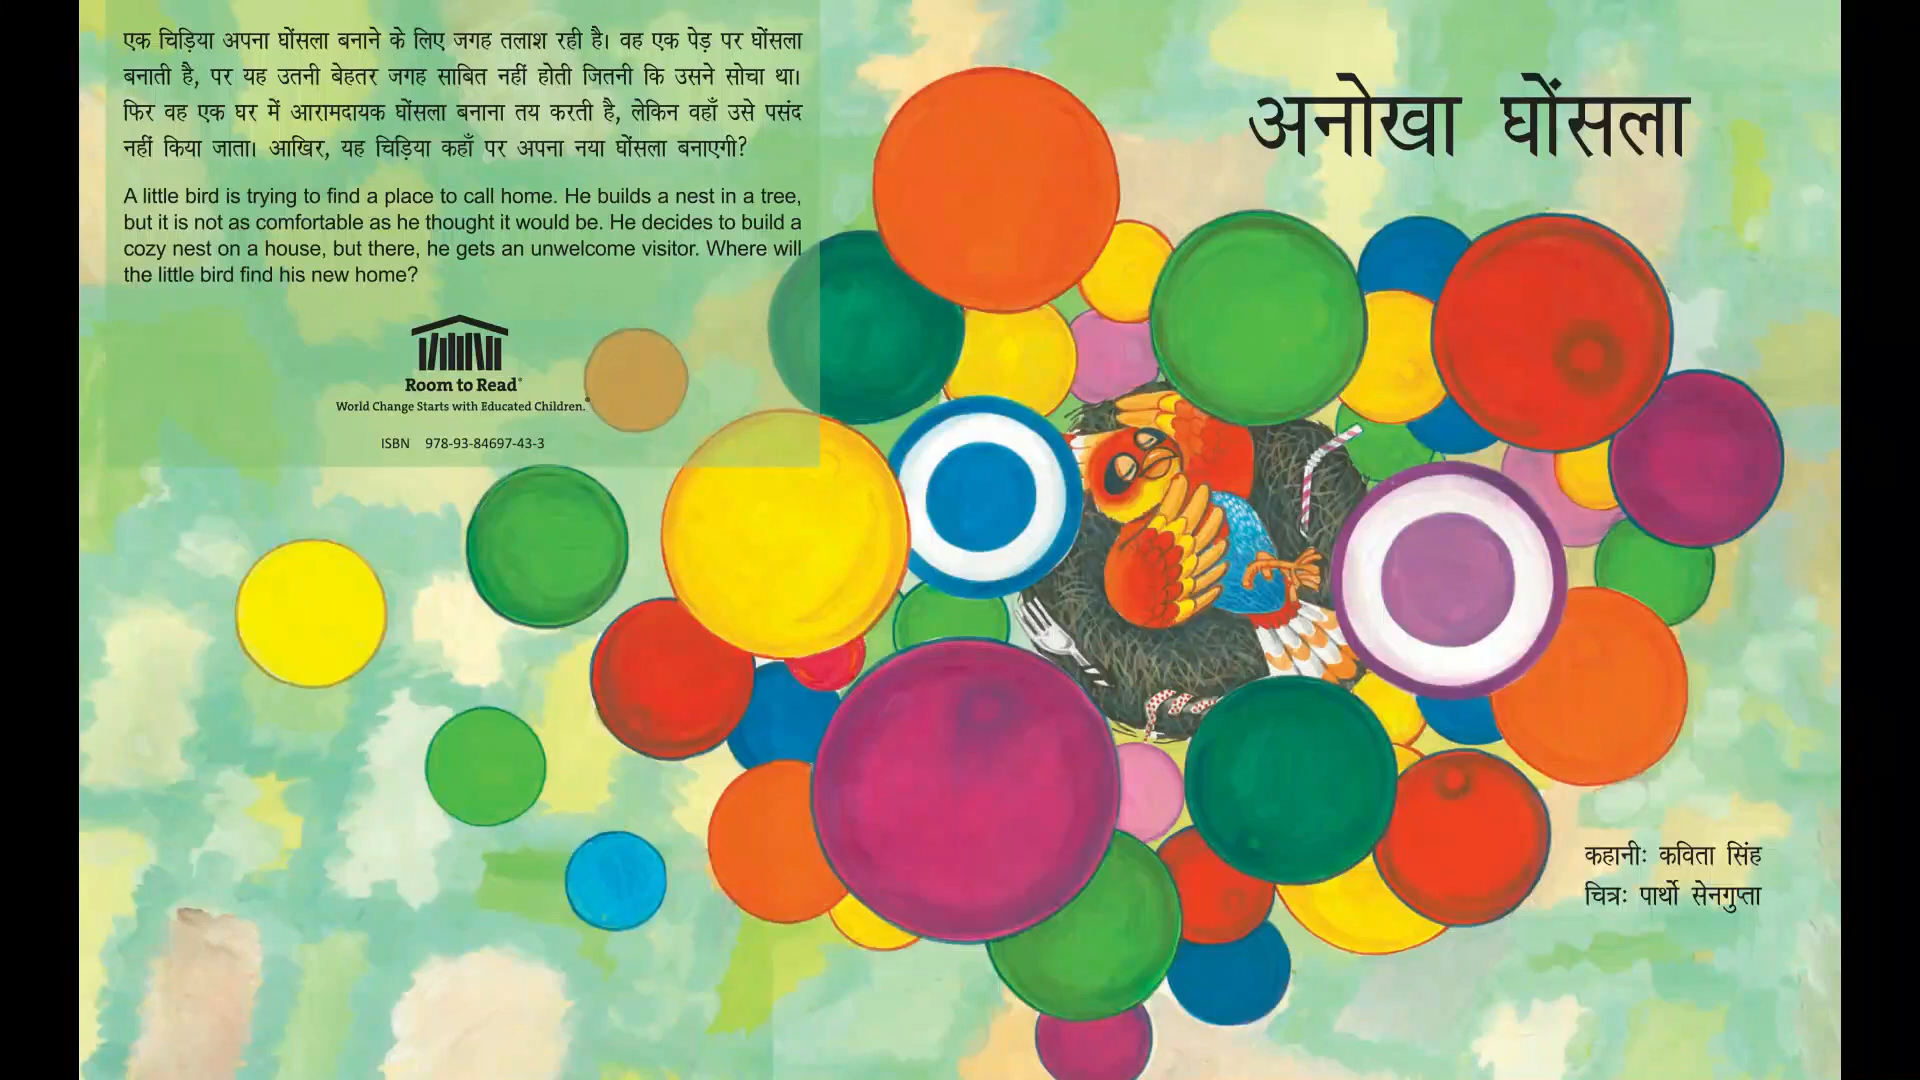 एक चिड़िया अपना घोंसला बनाने के लिए जगह तलाश रही है। वह एक पेड़ पर घोंसला
बनाती है, पर यह उतनी बेहतर जगह साबित नहीं होती जितनी कि उसने सोचा था।
फिर वह एक घर में आरामदायक घोंसला बनाना तय करती है, लेकिन वहाँ उसे पसंद
नहीं किया जाता। आखिर, यह चिड़िया कहाँ पर अपना नया घोंसला बनाएगी?
A little bird is trying to find a place to call home. He builds a nest in a tree,
but it is not as comfortable as he thought it would be. He decides to build a
cozy nest on a house, but there, he gets an unwelcome visitor. Where will
the little bird find his new home?
Room to Read®
World Change Starts with Educated Children.®
ISBN 978-93-84697-43-3
अनोखा घोंसला
कहानीः कविता सिंह
चित्रः पार्थो सेनगुप्ता